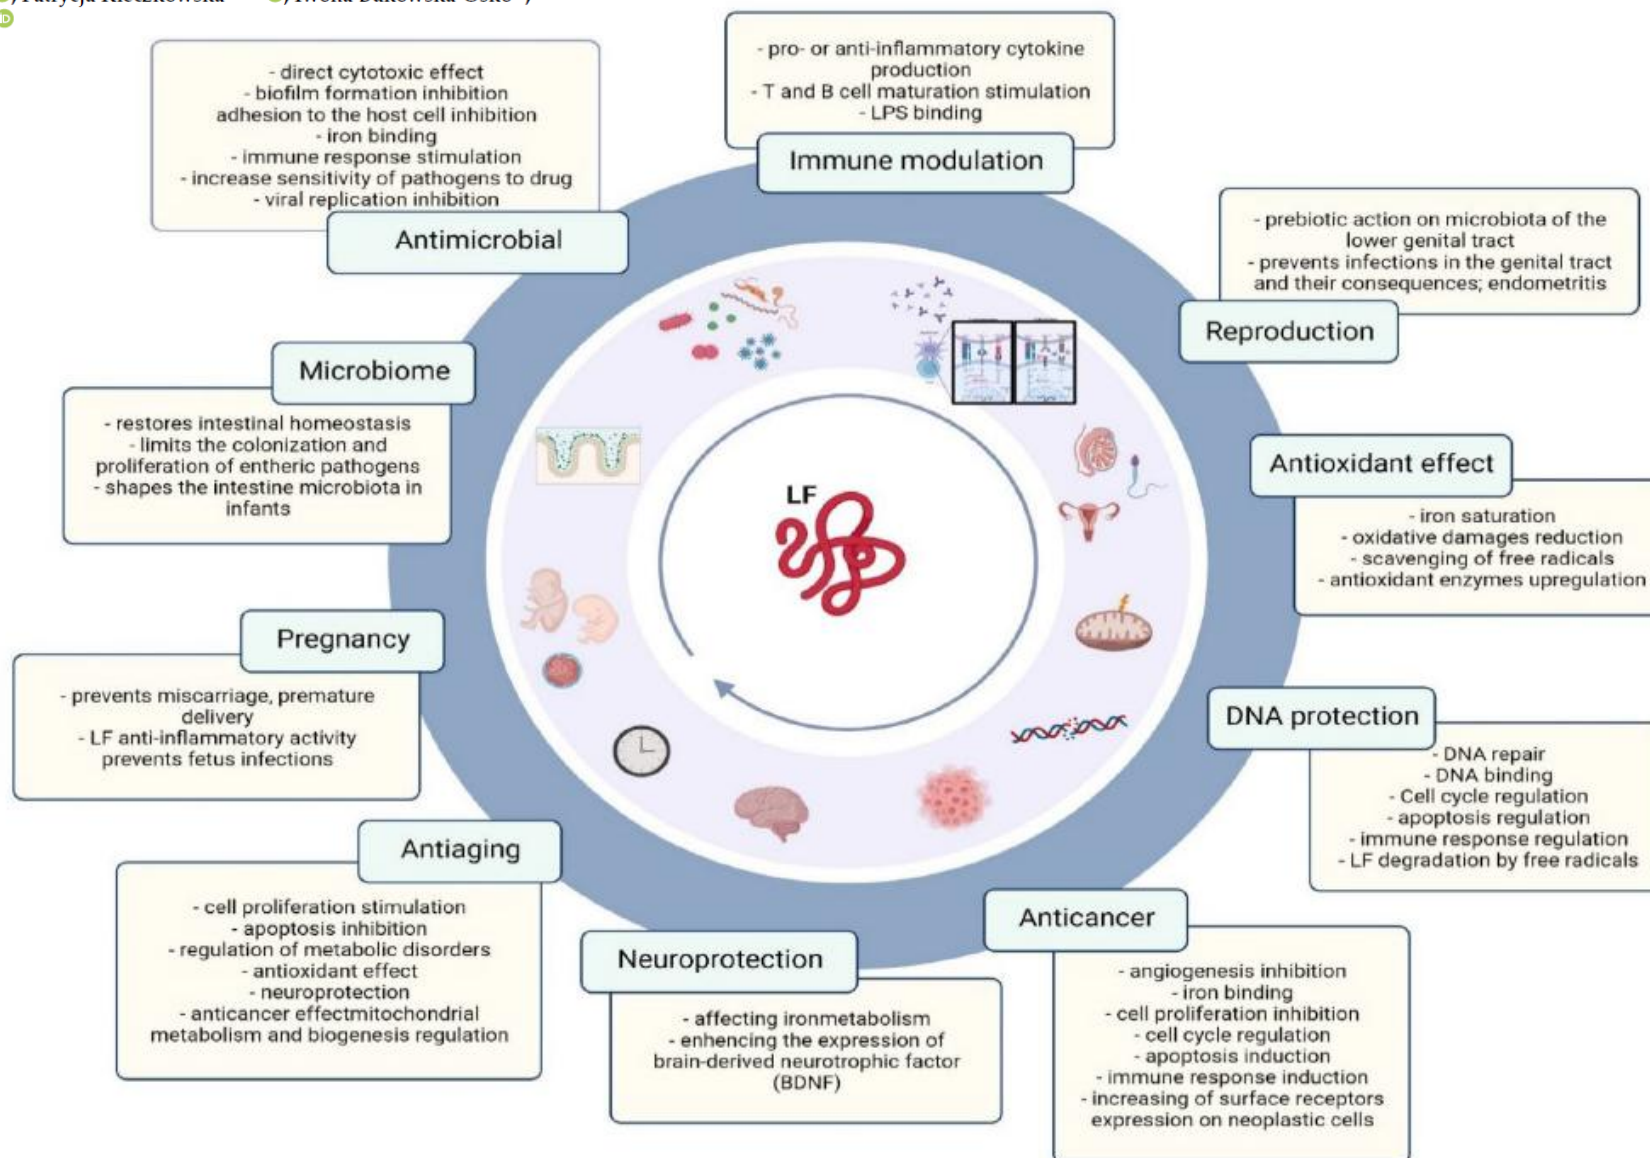 - pro- or anti-inflammatory cytokine
production
- T and B cell maturation stimulation
- LPS binding
Immune modulation
- direct cytotoxic effect
- biofilm formation inhibition
adhesion to the host cell inhibition
- iron binding
- immune response stimulation
- increase sensitivity of pathogens to drug
- viral replication inhibition
Antimicrobial
- prebiotic action on microbiota of the
lower genital tract
- prevents infections in the genital tract
and their consequences; endometritis
Reproduction
Microbiome
- restores intestinal homeostasis
- limits the colonization and
proliferation of entheric pathogens
- shapes the intestine microbiota in
infants
Antioxidant effect
- iron saturation
- oxidative damages reduction
- scavenging of free radicals
- antioxidant enzymes upregulation
LF
Pregnancy
- prevents miscarriage, premature
delivery
- LF anti-inflammatory activity
prevents fetus infections
DNA protection
- DNA repair
- DNA binding
- Cell cycle regulation
- apoptosis regulation
- immune response regulation
- LF degradation by free radicals
Antiaging
- cell proliferation stimulation
- apoptosis inhibition
- regulation of metabolic disorders
- antioxidant effect
- neuroprotection
- anticancer effectmitochondrial
metabolism and biogenesis regulation
Neuroprotection
- affecting ironmetabolism
- enhancing the expression of
brain-derived neurotrophic factor
(BDNF)
Anticancer
- angiogenesis inhibition
- iron binding
- cell proliferation inhibition
- cell cycle regulation
- apoptosis induction
- immune response induction
- increasing of surface receptors
expression on neoplastic cells